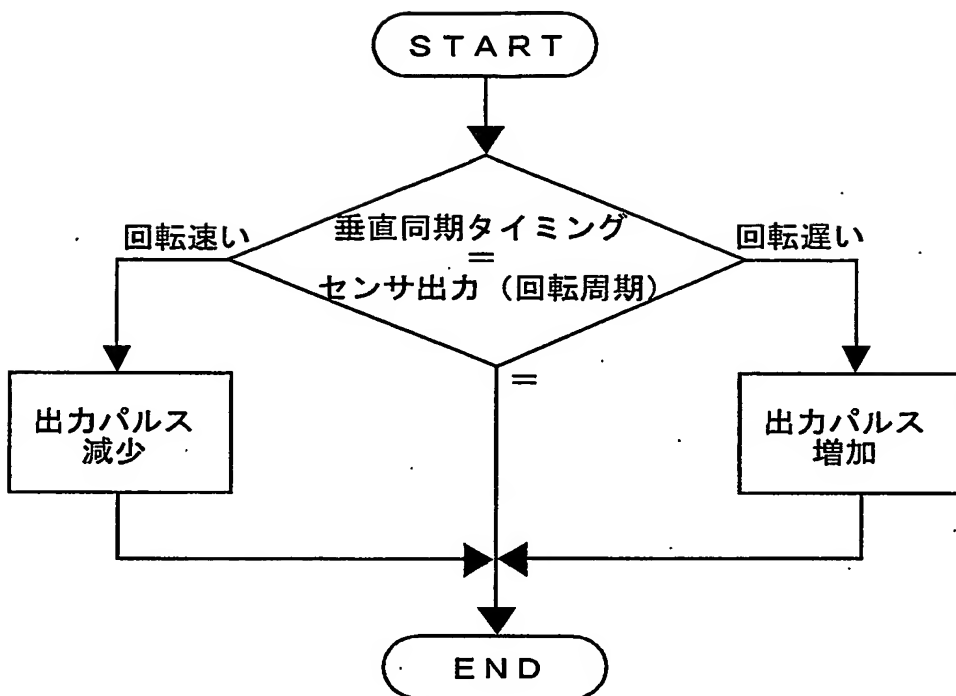 START
垂直同期タイミング
=
センサ出力（回転周期）
回転速い
回転遅い
=
出力パルス
減少
出力パルス
増加
END